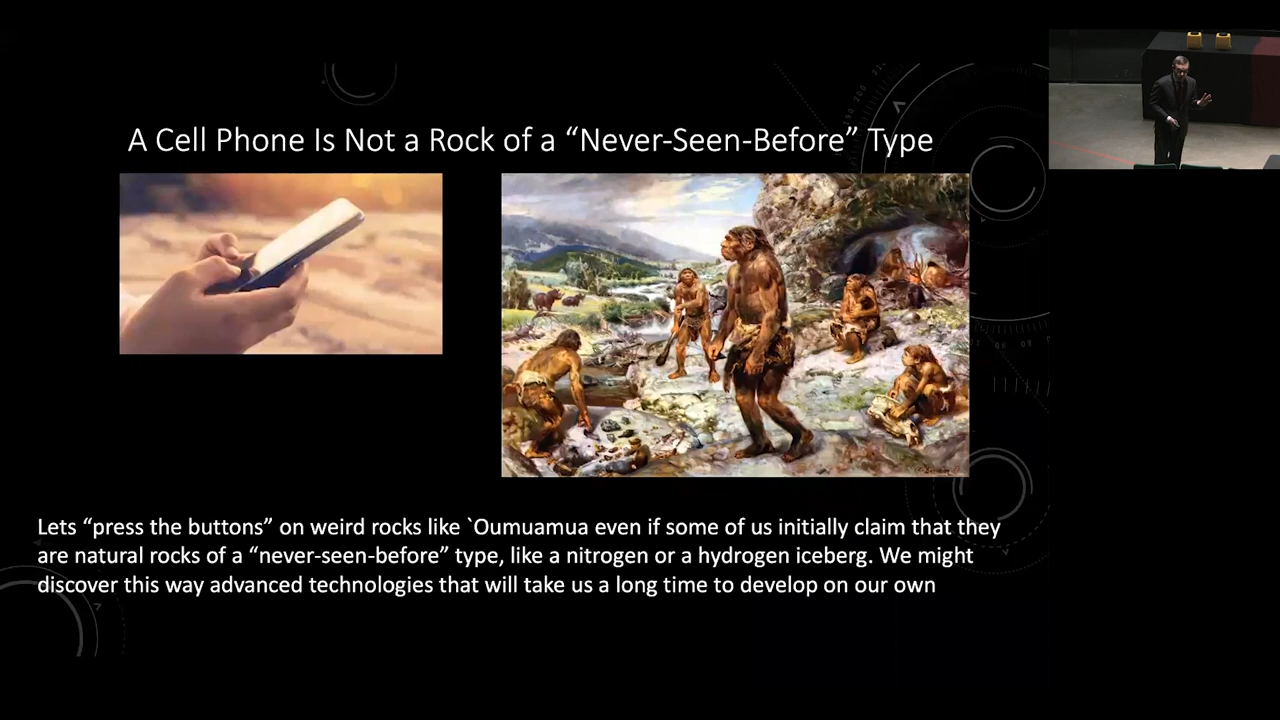 A Cell Phone Is Not a Rock of a “Never-Seen-Before” Type
Lets “press the buttons” on weird rocks like `Oumuamua even if some of us initially claim that they
are natural rocks of a “never-seen-before” type, like a nitrogen or a hydrogen iceberg. We might
discover this way advanced technologies that will take us a long time to develop on our own